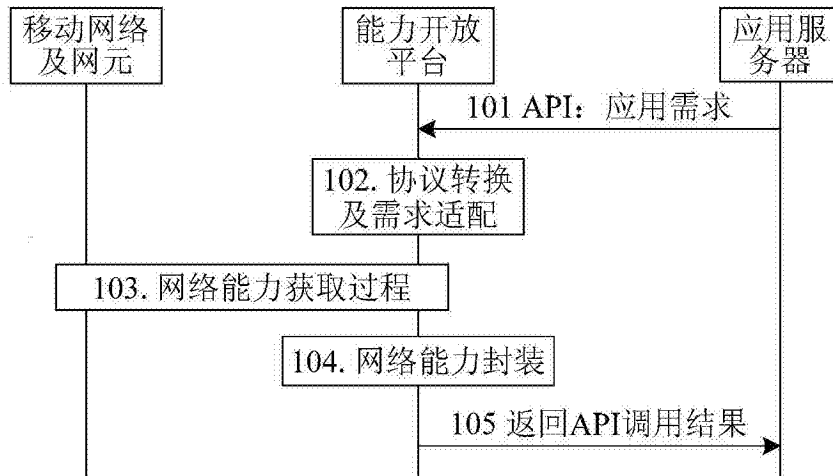 移动网络
及网元
能力开放
平台
应用服
务器
101 API：应用需求
102. 协议转换
及需求适配
103. 网络能力获取过程
104. 网络能力封装
105 返回API调用结果